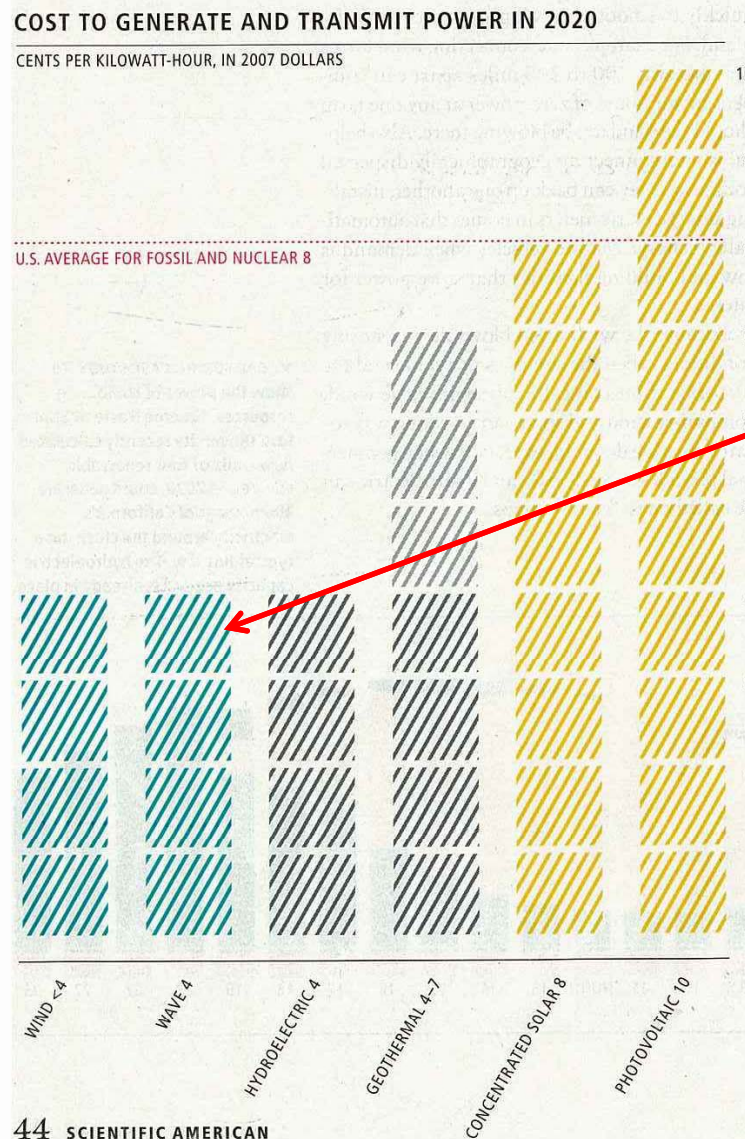 COST TO GENERATE AND TRANSMIT POWER IN 2020
CENTS PER KILOWATT-HOUR, IN 2007 DOLLARS
U.S. AVERAGE FOR FOSSIL AND NUCLEAR 8
WIND <4
WAVE 4
HYDROELECTRIC 4
GEOTHERMAL 4–7
CONCENTRATED SOLAR 8
PHOTOVOLTAIC 10
44 SCIENTIFIC AMERICAN